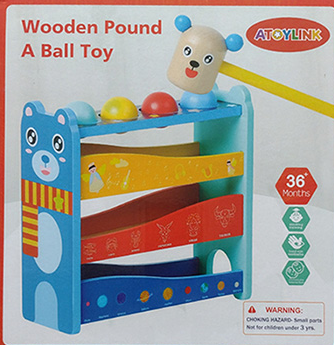 Wooden Pound
A Ball Toy
ATOYLINK
36+
Months
WARNING:
CHOKING HAZARD- Small parts
Not for children under 3 yrs.